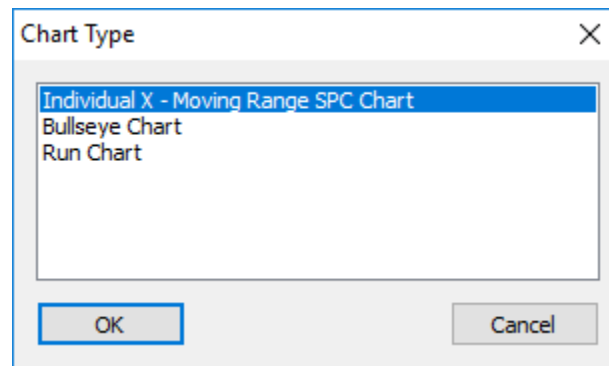 Chart Type
Individual X - Moving Range SPC Chart
Bullseye Chart
Run Chart
OK
Cancel